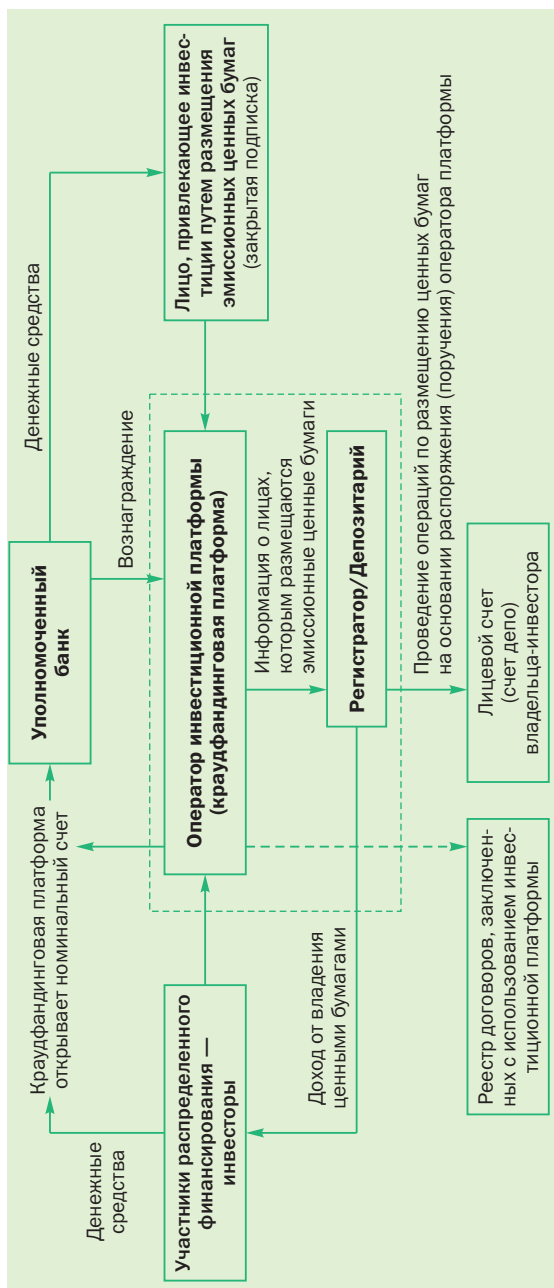 Денежные средства
Уполномоченный
банк
Краудфандинговая платформа
открывает номинальный счет
Денежные
средства
Вознаграждение
Лицо, привлекающее инвес-
тиции путем размещения
эмиссионных ценных бумаг
(закрытая подписка)
Оператор инвестиционной платформы
(краудфандинговая платформа)
Участники распределенного
финансирования —
инвесторы
Информация о лицах,
которым размещаются
эмиссионные ценные бумаги
Регистратор/Депозитарий
Доход от владения
ценными бумагами
Проведение операций по размещению ценных бумаг
на основании распоряжения (поручения) оператора платформы
Реестр договоров, заключен-
ных с использованием инвес-
тиционной платформы
Лицевой счет
(счет депо)
владельца-инвестора